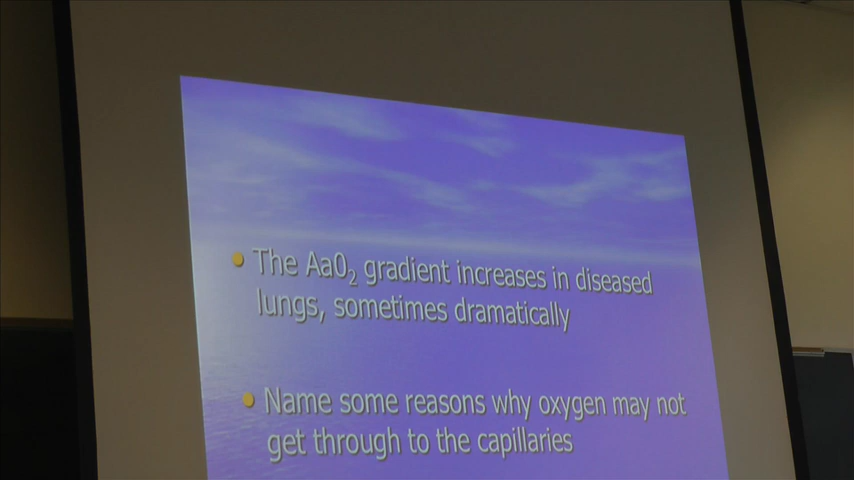 • The AaO₂ gradient increases in diseased
lungs, sometimes dramatically
• Name some reasons why oxygen may not
get through to the capillaries